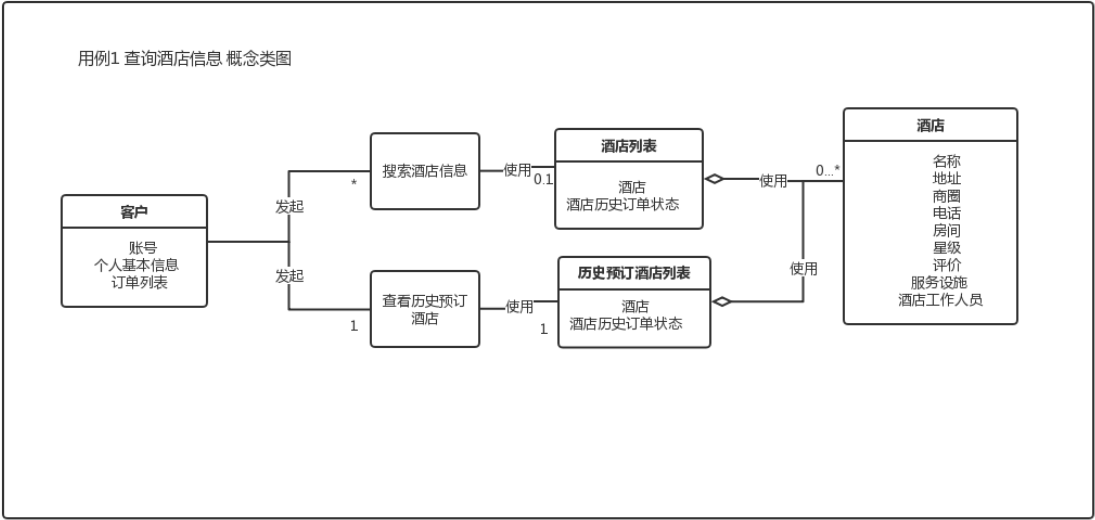 用例1 查询酒店信息 概念类图
客户
账号
个人基本信息
订单列表
发起
发起
*
1
搜索酒店信息
查看历史预订
酒店
使用
0.1
使用
1
酒店列表
酒店
酒店历史订单状态
历史预订酒店列表
酒店
酒店历史订单状态
使用
0...*
使用
酒店
名称
地址
商圈
电话
房间
星级
评价
服务设施
酒店工作人员